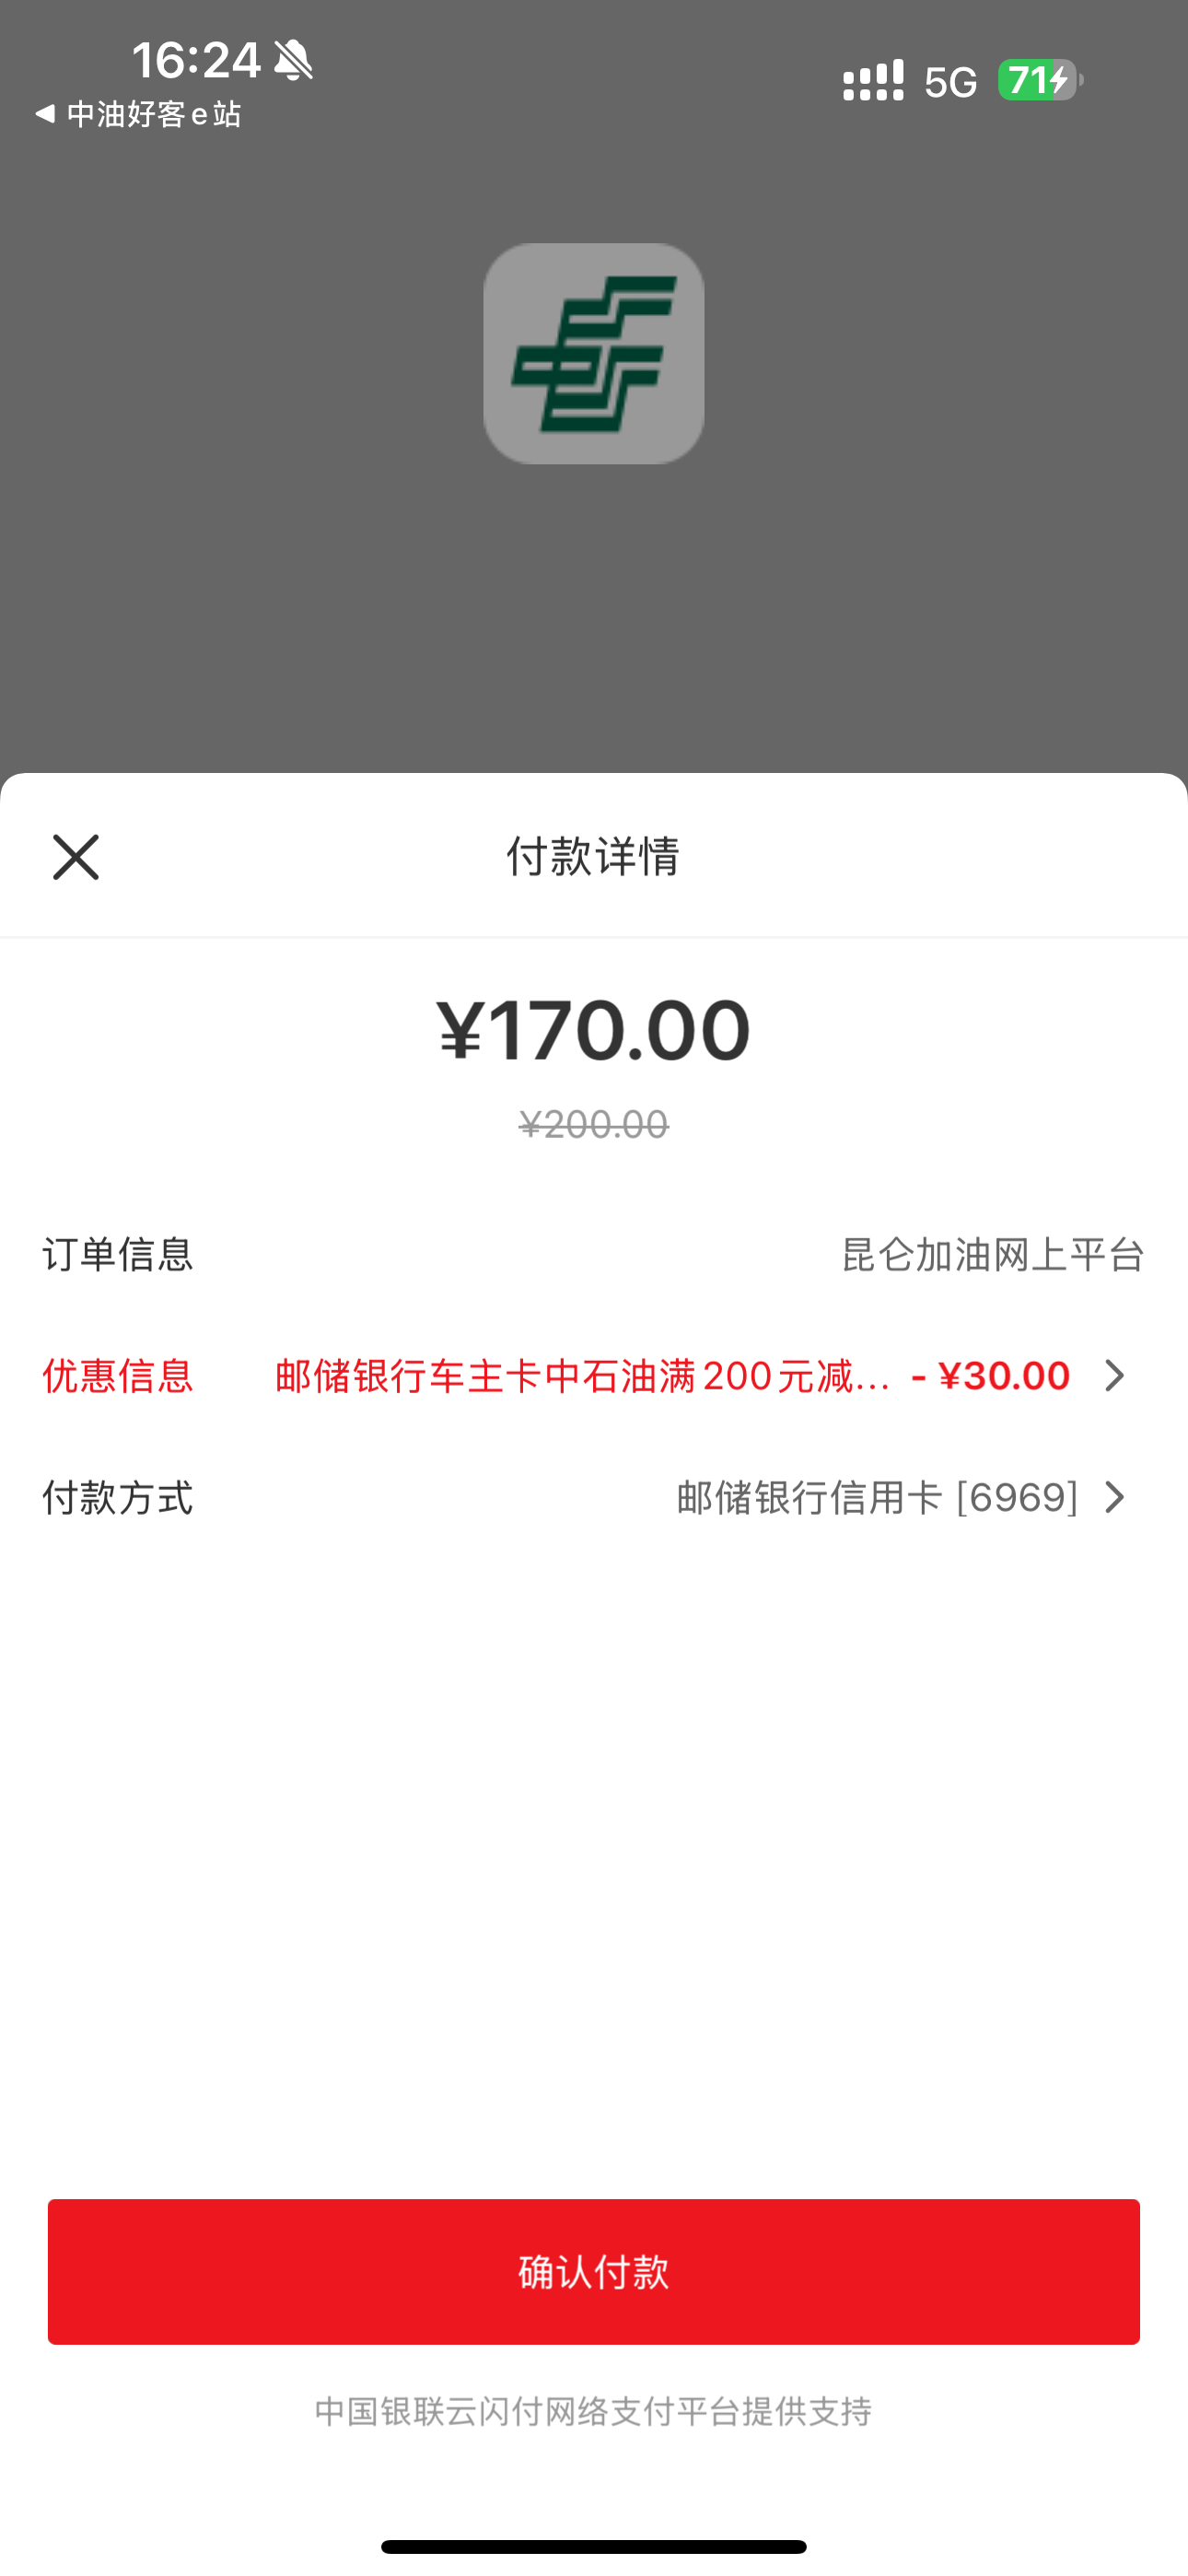 16:24
5G 71
中油好客e站
付款详情
¥170.00
¥200.00
订单信息 昆仑加油网上平台
优惠信息 邮储银行车主卡中石油满200元减... - ¥30.00
付款方式 邮储银行信用卡 [6969]
确认付款
中国银联云闪付网络支付平台提供支持